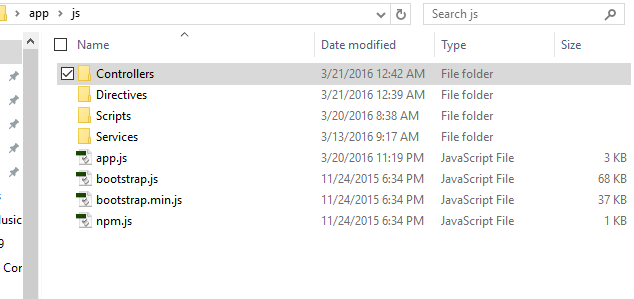 app js Search js
Name Date modified Type Size
Controllers 3/21/2016 12:42 AM File folder
Directives 3/21/2016 12:39 AM File folder
Scripts 3/20/2016 8:38 AM File folder
Services 3/13/2016 9:17 AM File folder
app.js 3/20/2016 11:19 PM JavaScript File 3 KB
bootstrap.js 11/24/2015 6:34 PM JavaScript File 68 KB
bootstrap.min.js 11/24/2015 6:34 PM JavaScript File 37 KB
npm.js 11/24/2015 6:34 PM JavaScript File 1 KB
9
Co